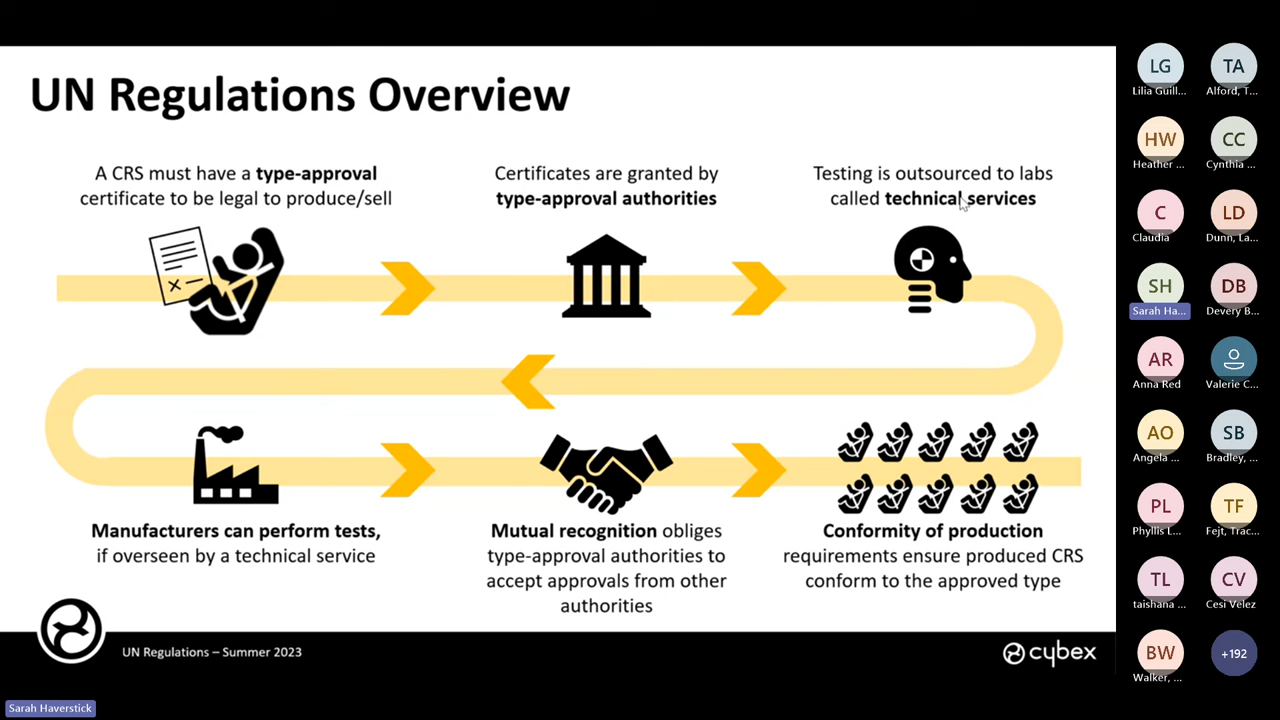 UN Regulations Overview
A CRS must have a type-approval
certificate to be legal to produce/sell
Certificates are granted by
type-approval authorities
Testing is outsourced to labs
called technical services
Manufacturers can perform tests,
if overseen by a technical service
Mutual recognition obliges
type-approval authorities to
accept approvals from other
authorities
Conformity of production
requirements ensure produced CRS
conform to the approved type
UN Regulations – Summer 2023
cybex
Sarah Haverstick
LG
Lilia Guill...
TA
Alford, T...
HW
Heather ...
CC
Cynthia ...
C
Claudia
LD
Dunn, La...
SH
Sarah Ha...
DB
Devery B...
AR
Anna Red
Valerie C...
AO
Angela ...
SB
Bradley, ...
PL
Phyllis L...
TF
Fejt, Trac...
TL
taishana ...
CV
Cesi Velez
BW
Walker, ...
+192